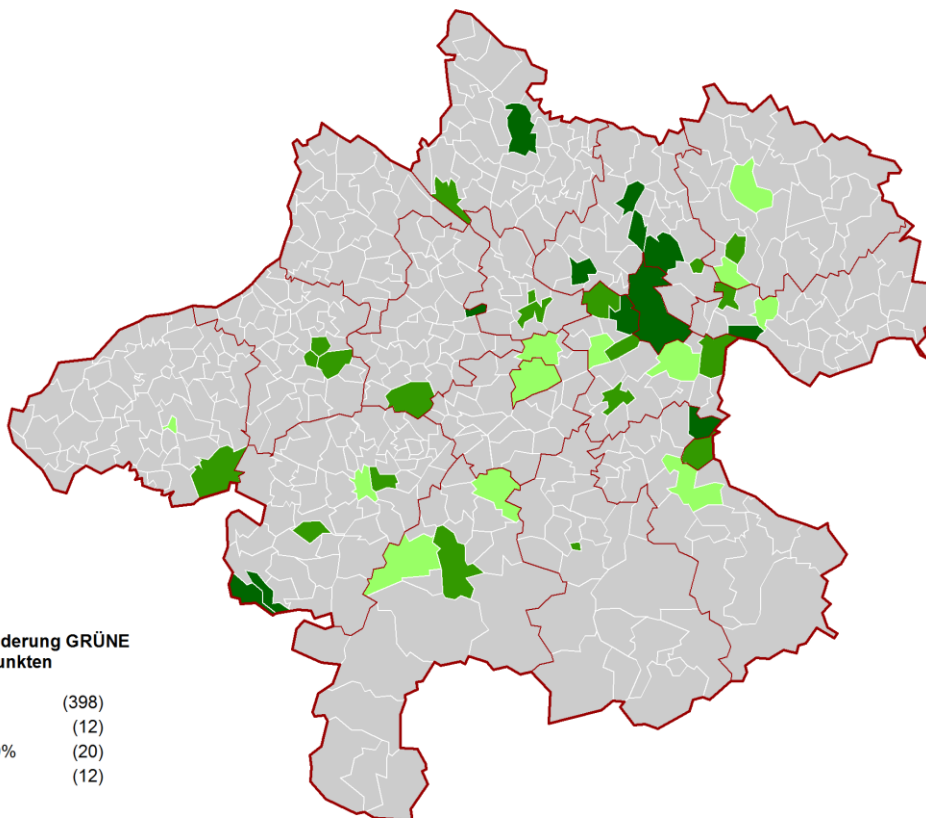 derung GRÜNE
unkten
(398)
(12)
% (20)
(12)